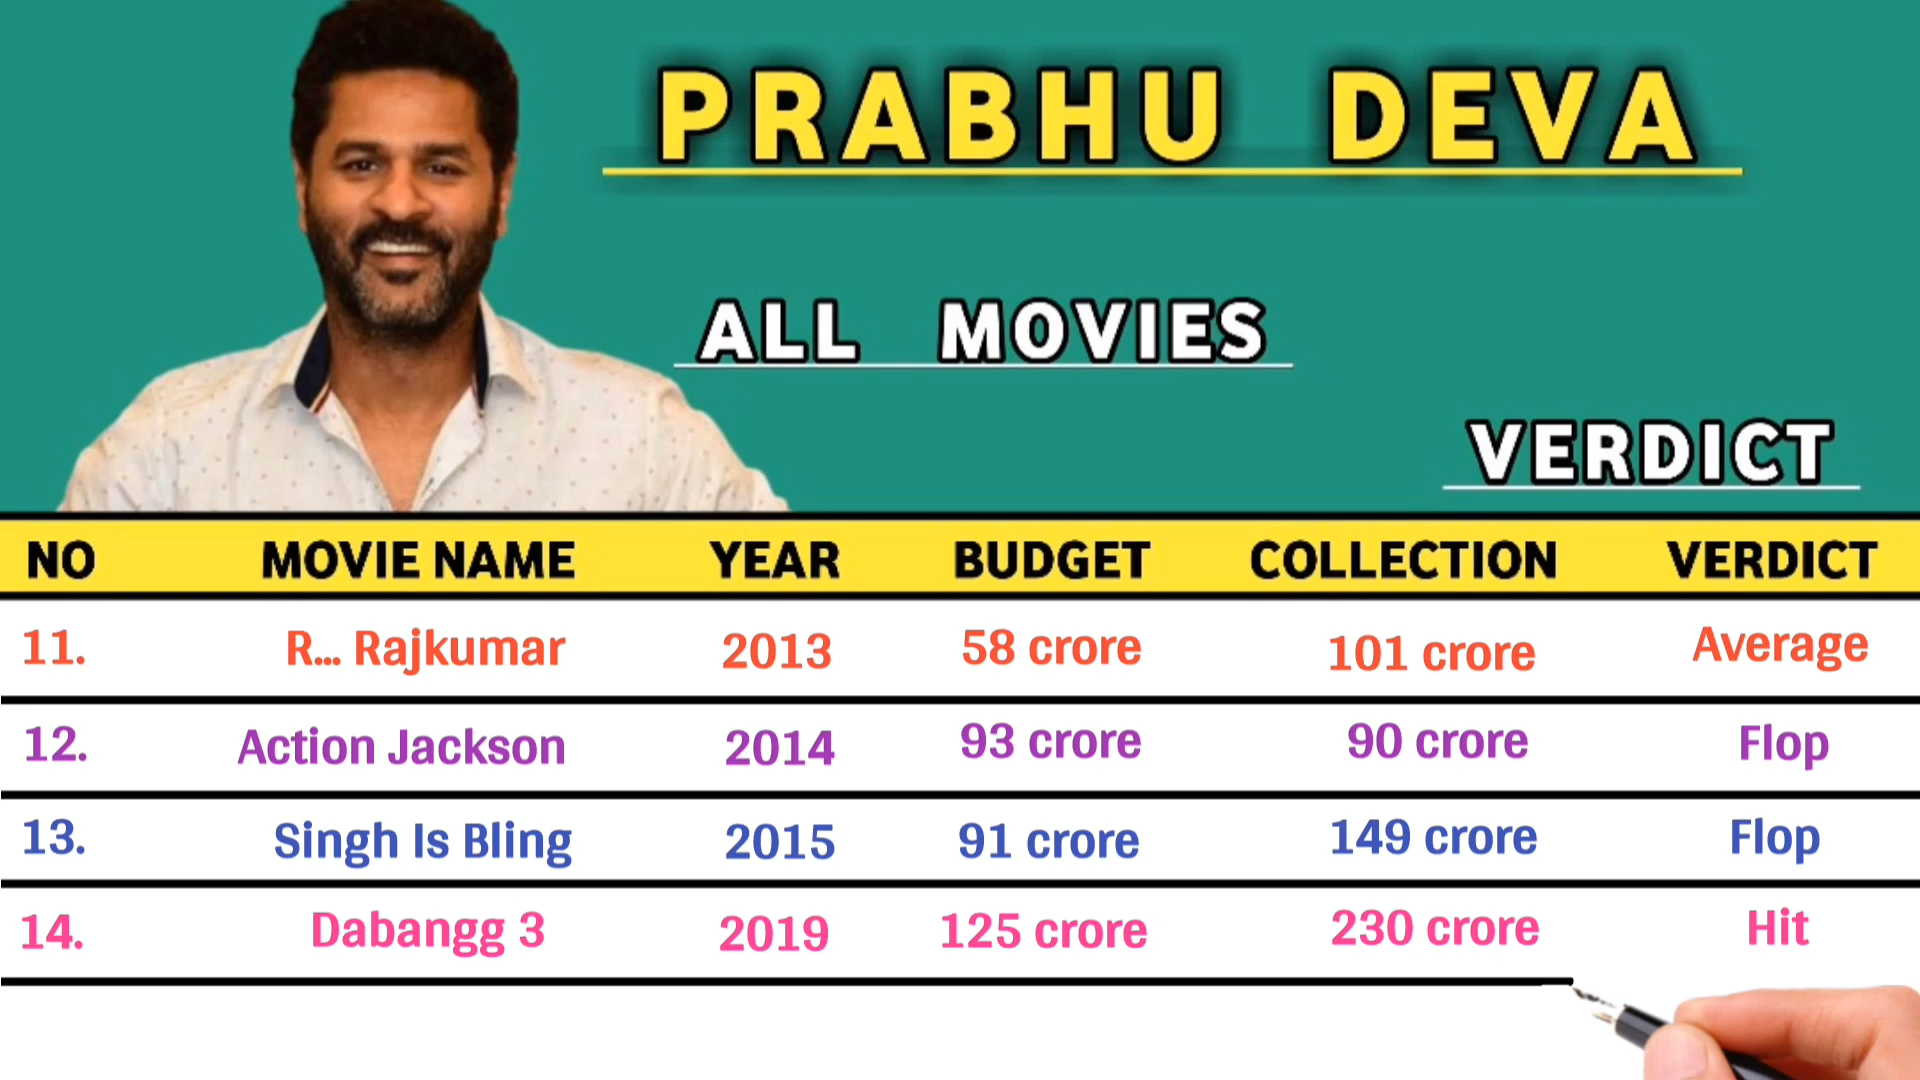 PRABHU DEVA
ALL MOVIES
VERDICT
NO MOVIE NAME YEAR BUDGET COLLECTION VERDICT
11. R... Rajkumar 2013 58 crore 101 crore Average
12. Action Jackson 2014 93 crore 90 crore Flop
13. Singh Is Bling 2015 91 crore 149 crore Flop
14. Dabangg 3 2019 125 crore 230 crore Hit